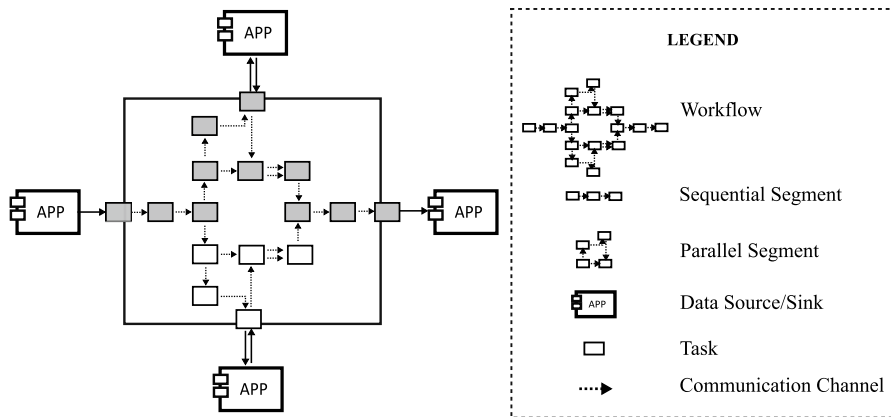 APP
APP
APP
APP
LEGEND
Workflow
Sequential Segment
Parallel Segment
APP
Data Source/Sink
Task
Communication Channel